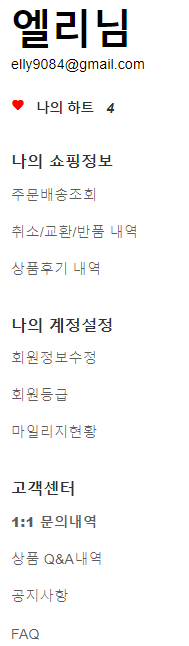 엘리님
elly9084@gmail.com
나의 하트 4
나의 쇼핑정보
주문배송조회
취소/교환/반품 내역
상품후기 내역
나의 계정설정
회원정보수정
회원등급
마일리지현황
고객센터
1:1 문의내역
상품 Q&A내역
공지사항
FAQ